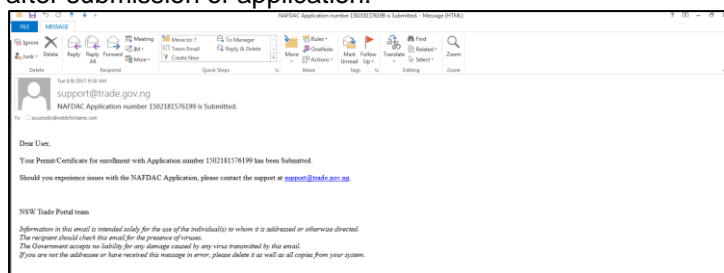 after submission of application.
NAFDAC Application number 1502181576199 is Submitted. - Message (HTML)
FILE MESSAGE
Ignore
Junk
Delete
Reply
Reply All
Forward
Meeting
IM
More
Move to: ?
Team Email
Create New
To Manager
Reply & Delete
Move
Rules
OneNote
Actions
Mark Unread
Follow Up
Translate
Find
Related
Select
Zoom
Delete Respond Quick Steps Move Tags Editing Zoom
support@trade.gov.ng
NAFDAC Application number 1502181576199 is Submitted.
To
Dear User,
Your Permit/Certificate for enrollment with Application number 1502181576199 has been Submitted.
Should you experience issues with the NAFDAC Application, please contact the support at support@trade.gov.ng.
NSW Trade Portal team
Information in this email is intended solely for the use of the individual(s) to whom it is addressed or otherwise directed.
The recipient should check this email for the presence of viruses.
The Government accepts no liability for any damage caused by any virus transmitted by this email.
If you are not the addressee or have received this message in error, please delete it as well as all copies from your system.